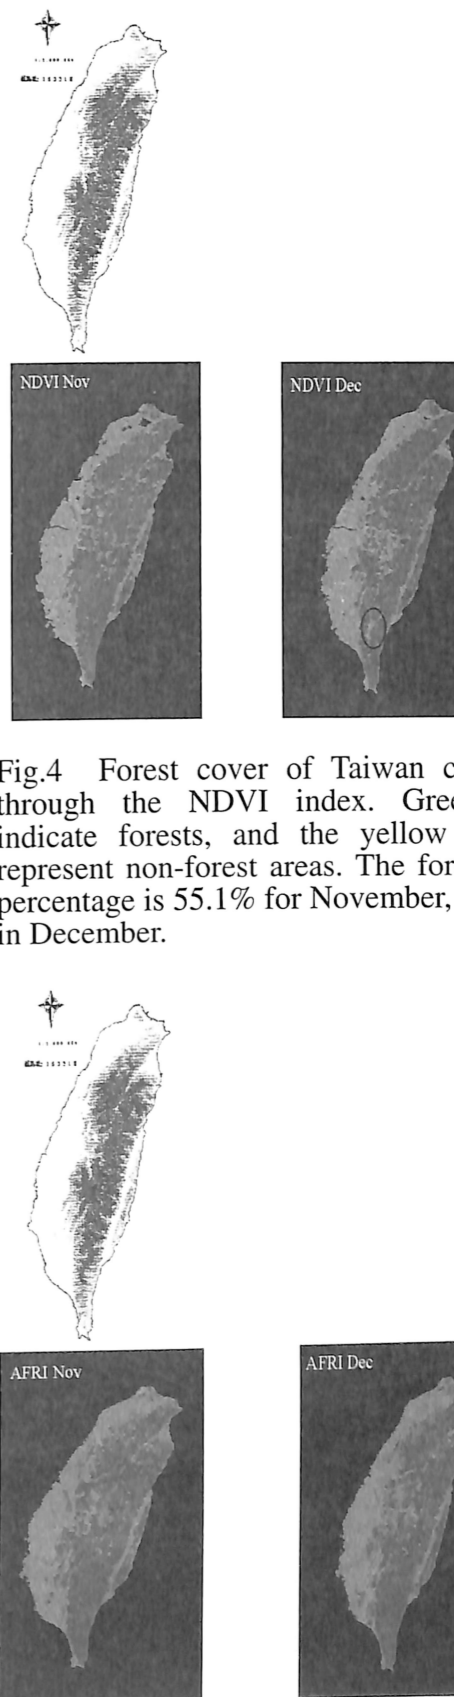 NDVI Nov
NDVI Dec
Fig.4 Forest cover of Taiwan c
through the NDVI index. Gree
indicate forests, and the yellow
represent non-forest areas. The for
percentage is 55.1% for November,
in December.
AFRI Nov
AFRI Dec